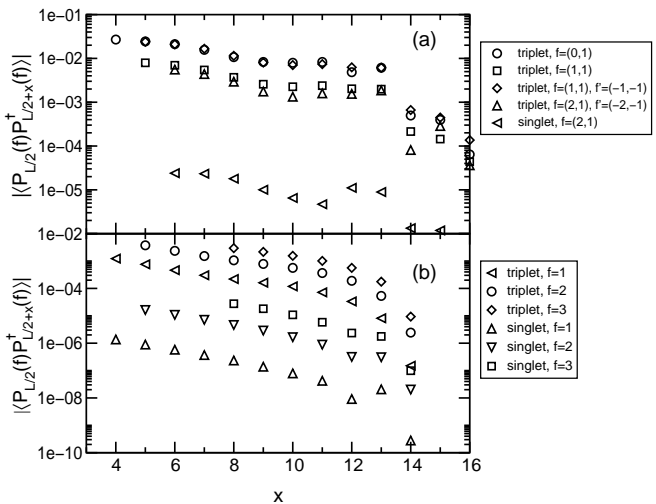 1e-01
1e-02
1e-03
1e-04
1e-05
1e-06
|⟨P_{L/2}(f)P^†_{L/2+x}(f)⟩|
(a)
triplet, f=(0,1)
triplet, f=(1,1)
triplet, f=(1,1), f'=(-1,-1)
triplet, f=(2,1), f'=(-2,-1)
singlet, f=(2,1)
1e-02
1e-04
1e-06
1e-08
1e-10
|⟨P_{L/2}(f)P^†_{L/2+x}(f)⟩|
(b)
triplet, f=1
triplet, f=2
triplet, f=3
singlet, f=1
singlet, f=2
singlet, f=3
4 6 8 10 12 14 16
x